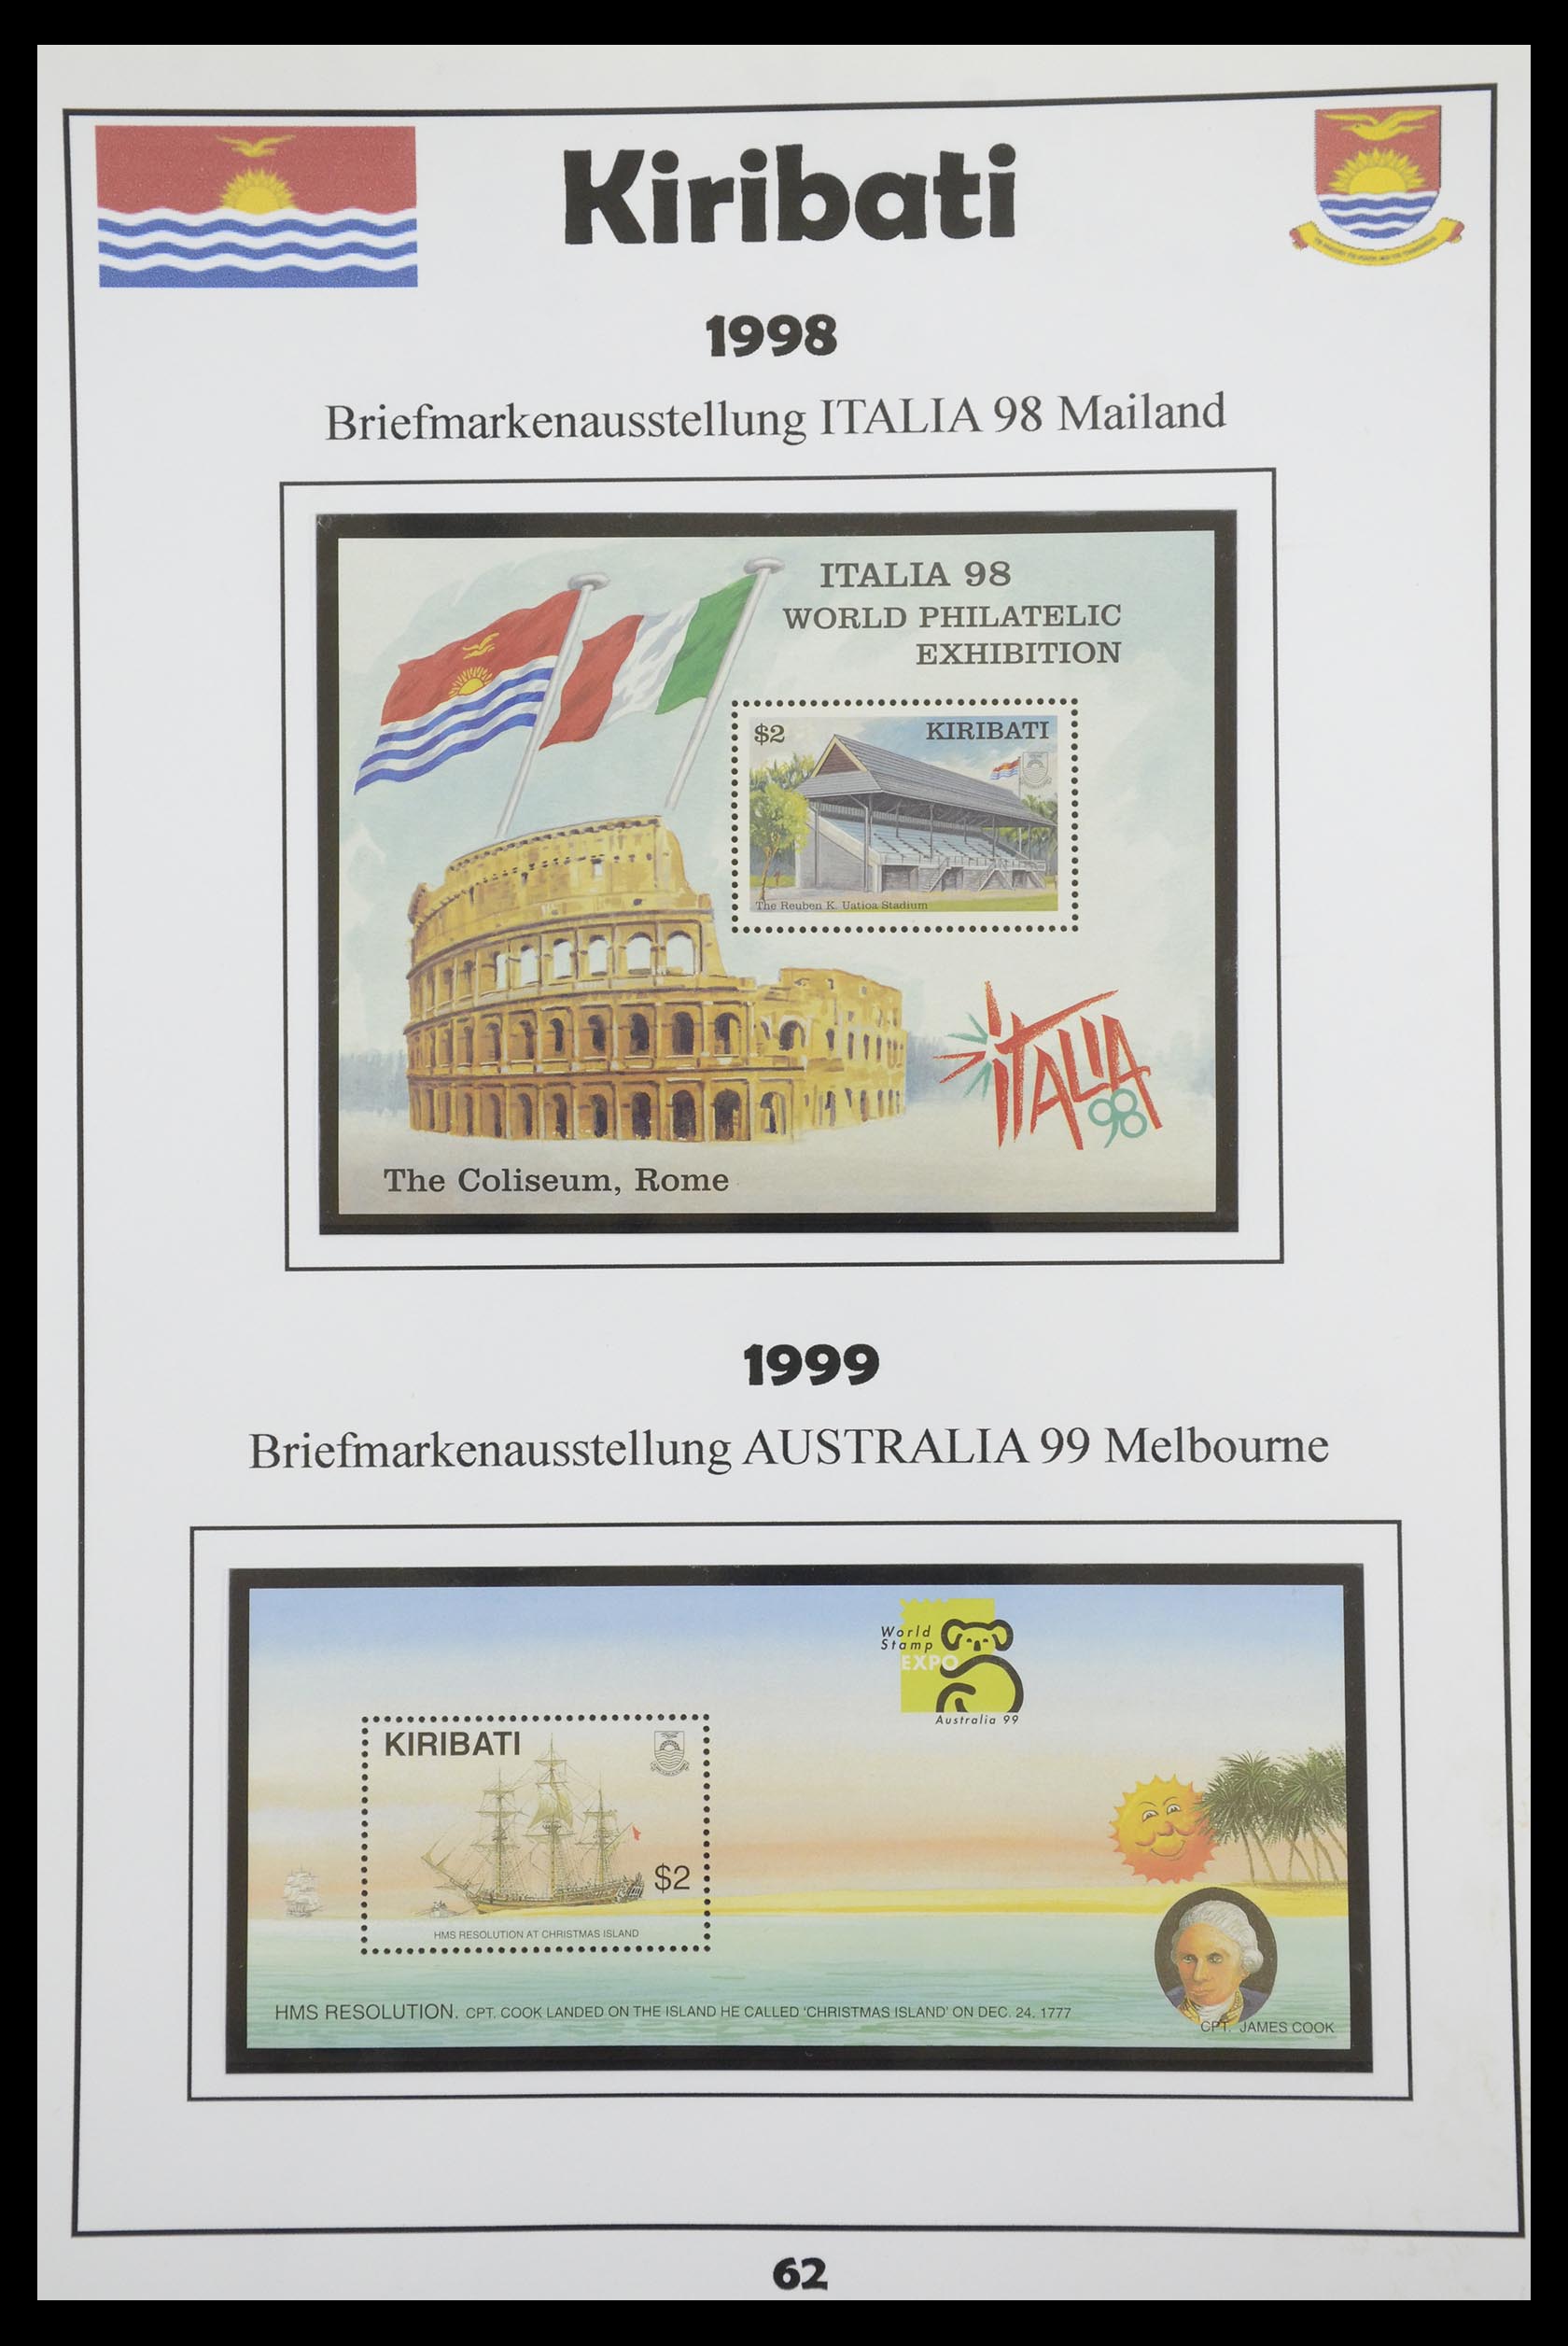 Kiribati
1998
Briefmarkenausstellung ITALIA 98 Mailand
ITALIA 98
WORLD PHILATELIC
EXHIBITION
$2 KIRIBATI
The Reuben K. Uatioa Stadium
ITALIA
98
The Coliseum, Rome
1999
Briefmarkenausstellung AUSTRALIA 99 Melbourne
World
Stamp
EXPO
Australia 99
KIRIBATI
$2
HMS RESOLUTION AT CHRISTMAS ISLAND
HMS RESOLUTION. CPT. COOK LANDED ON THE ISLAND HE CALLED 'CHRISTMAS ISLAND' ON DEC. 24. 1777
CPT. JAMES COOK
62